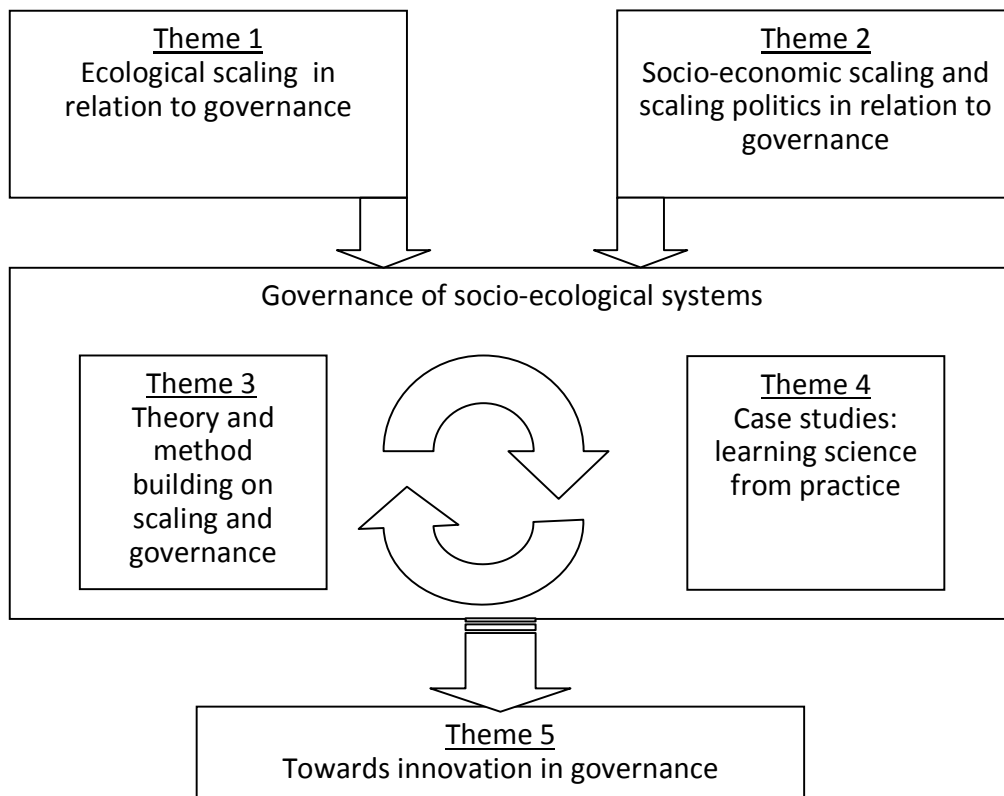 Theme 1
Ecological scaling in
relation to governance
Theme 2
Socio-economic scaling and
scaling politics in relation to
governance
Governance of socio-ecological systems
Theme 3
Theory and
method
building on
scaling and
governance
Theme 4
Case studies:
learning science
from practice
Theme 5
Towards innovation in governance